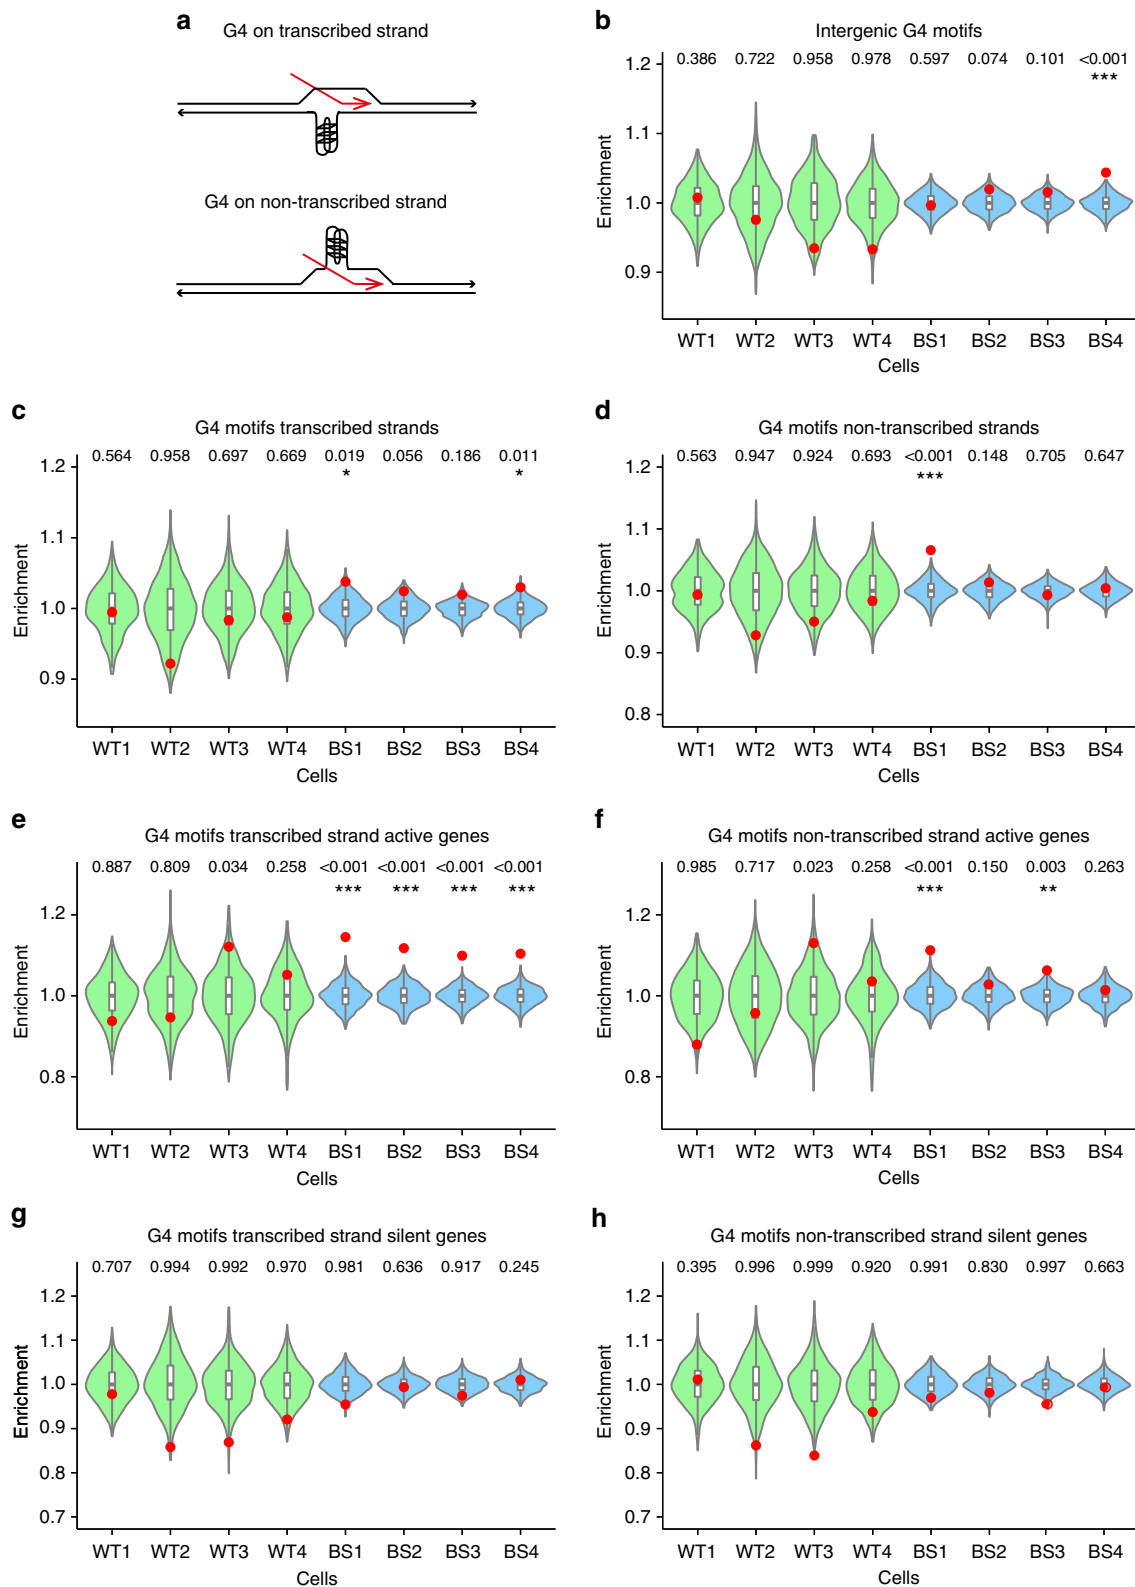 a
G4 on transcribed strand
G4 on non-transcribed strand
b
Intergenic G4 motifs
0.386 0.722 0.958 0.978 0.597 0.074 0.101 <0.001
***
1.2
1.1
1.0
0.9
Enrichment
WT1 WT2 WT3 WT4 BS1 BS2 BS3 BS4
Cells
c
G4 motifs transcribed strands
0.564 0.958 0.697 0.669 0.019 0.056 0.186 0.011
* *
1.2
1.1
1.0
0.9
Enrichment
WT1 WT2 WT3 WT4 BS1 BS2 BS3 BS4
Cells
d
G4 motifs non-transcribed strands
0.563 0.947 0.924 0.693 <0.001 0.148 0.705 0.647
***
1.2
1.1
1.0
0.9
0.8
Enrichment
WT1 WT2 WT3 WT4 BS1 BS2 BS3 BS4
Cells
e
G4 motifs transcribed strand active genes
0.887 0.809 0.034 0.258 <0.001 <0.001 <0.001 <0.001
*** *** *** ***
1.2
1.0
0.8
Enrichment
WT1 WT2 WT3 WT4 BS1 BS2 BS3 BS4
Cells
f
G4 motifs non-transcribed strand active genes
0.985 0.717 0.023 0.258 <0.001 0.150 0.003 0.263
*** **
1.2
1.0
0.8
Enrichment
WT1 WT2 WT3 WT4 BS1 BS2 BS3 BS4
Cells
g
G4 motifs transcribed strand silent genes
0.707 0.994 0.992 0.970 0.981 0.636 0.917 0.245
1.2
1.1
1.0
0.9
0.8
0.7
Enrichment
WT1 WT2 WT3 WT4 BS1 BS2 BS3 BS4
Cells
h
G4 motifs non-transcribed strand silent genes
0.395 0.996 0.999 0.920 0.991 0.830 0.997 0.663
1.2
1.1
1.0
0.9
0.8
0.7
Enrichment
WT1 WT2 WT3 WT4 BS1 BS2 BS3 BS4
Cells